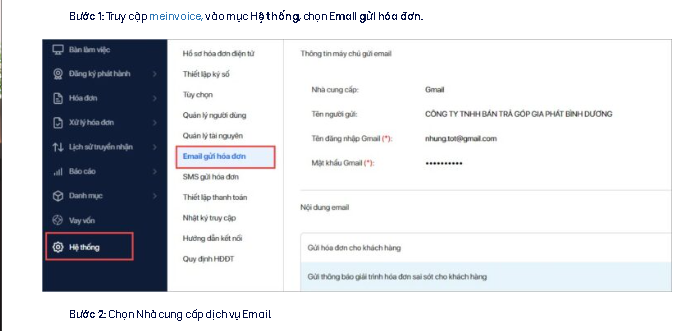 Bước 1: Truy cập meinvoice, vào mục Hệ thống, chọn Email gửi hóa đơn.
Bàn làm việc
Đăng ký phát hành
Hóa đơn
Xử lý hóa đơn
Lịch sử truyền nhận
Báo cáo
Danh mục
Vay vốn
Hệ thống
Hồ sơ hóa đơn điện tử
Thiết lập ký số
Tùy chọn
Quản lý người dùng
Quản lý tài nguyên
Email gửi hóa đơn
SMS gửi hóa đơn
Thiết lập thanh toán
Nhật ký truy cập
Hướng dẫn kết nối
Quy định HĐĐT
Thông tin máy chủ gửi email
Nhà cung cấp: Gmail
Tên người gửi: CÔNG TY TNHH BÁN TRẢ GÓP GIA PHÁT BÌNH DƯƠNG
Tên đăng nhập Gmail (*): nhung.tot@gmail.com
Mật khẩu Gmail (*): ••••••••••
Nội dung email
Gửi hóa đơn cho khách hàng
Gửi thông báo giải trình hóa đơn sai sót cho khách hàng
Bước 2: Chọn Nhà cung cấp dịch vụ Email.